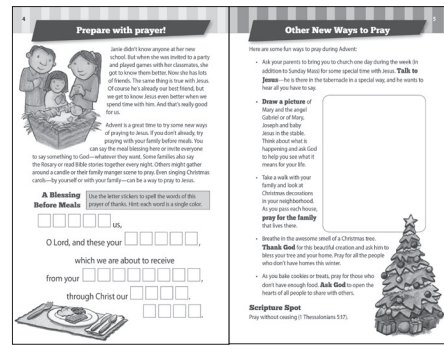 4
Prepare with prayer!
Janie didn't know anyone at her new
school. But when she was invited to a party
and played games with her classmates, she
got to know them better. Now she has lots
of friends. The same thing is true with Jesus.
Of course he's already our best friend, but
we get to know Jesus even better when we
spend time with him. And that's really good
for us.
Advent is a great time to try some new ways
of praying to Jesus. If you don't already, try
praying with your family before meals. You
can say the meal blessing here or invite everyone
to say something to God—whatever they want. Some families also say
the Rosary or read Bible stories together every night. Others might gather
around a candle or their family manger scene to pray. Even singing Christmas
carols—by yourself or with your family—can be a way to pray to Jesus.
A Blessing
Before Meals
Use the letter stickers to spell the words of this
prayer of thanks. Hint: each word is a single color.
us,
O Lord, and these your
,
which we are about to receive
from your
,
through Christ our
.
.
5
Other New Ways to Pray
Here are some fun ways to pray during Advent:
• Ask your parents to bring you to church one day during the week (in
addition to Sunday Mass) for some special time with Jesus. Talk to
Jesus—he is there in the tabernacle in a special way, and he wants to
hear all you have to say.
• Draw a picture of
Mary and the angel
Gabriel or of Mary,
Joseph and baby
Jesus in the stable.
Think about what is
happening and ask God
to help you see what it
means for your life.
• Take a walk with your
family and look at
Christmas decorations
in your neighborhood.
As you pass each house,
pray for the family
that lives there.
• Breathe in the awesome smell of a Christmas tree.
Thank God for this beautiful creation and ask him to
bless your tree and your home. Pray for all the people
who don't have homes this winter.
• As you bake cookies or treats, pray for those who
don't have enough food. Ask God to open the
hearts of all people to share with others.
Scripture Spot
Pray without ceasing (1 Thessalonians 5:17).